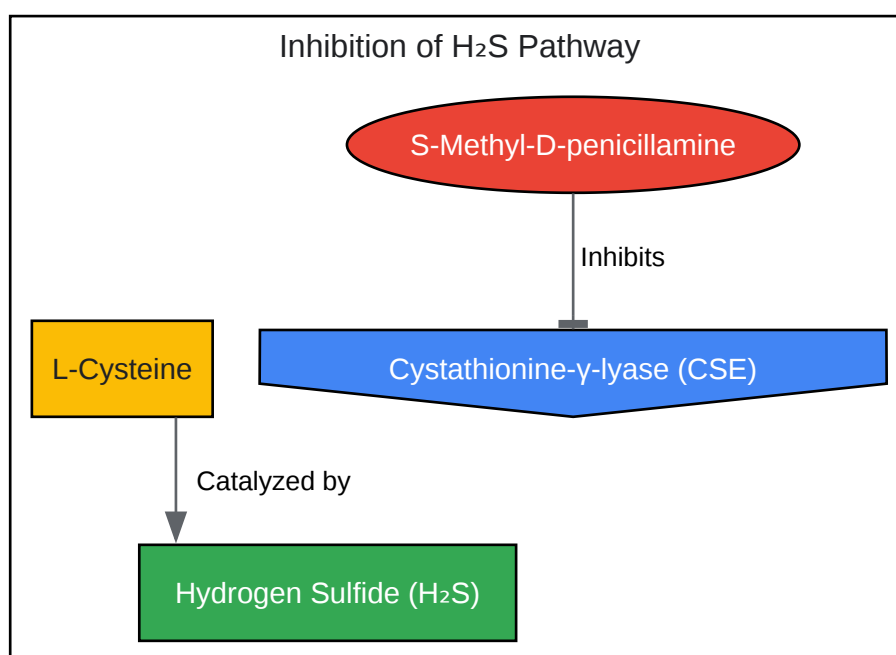 Inhibition of H₂S Pathway
S-Methyl-D-penicillamine
Inhibits
L-Cysteine
Cystathionine-γ-lyase (CSE)
Catalyzed by
Hydrogen Sulfide (H₂S)